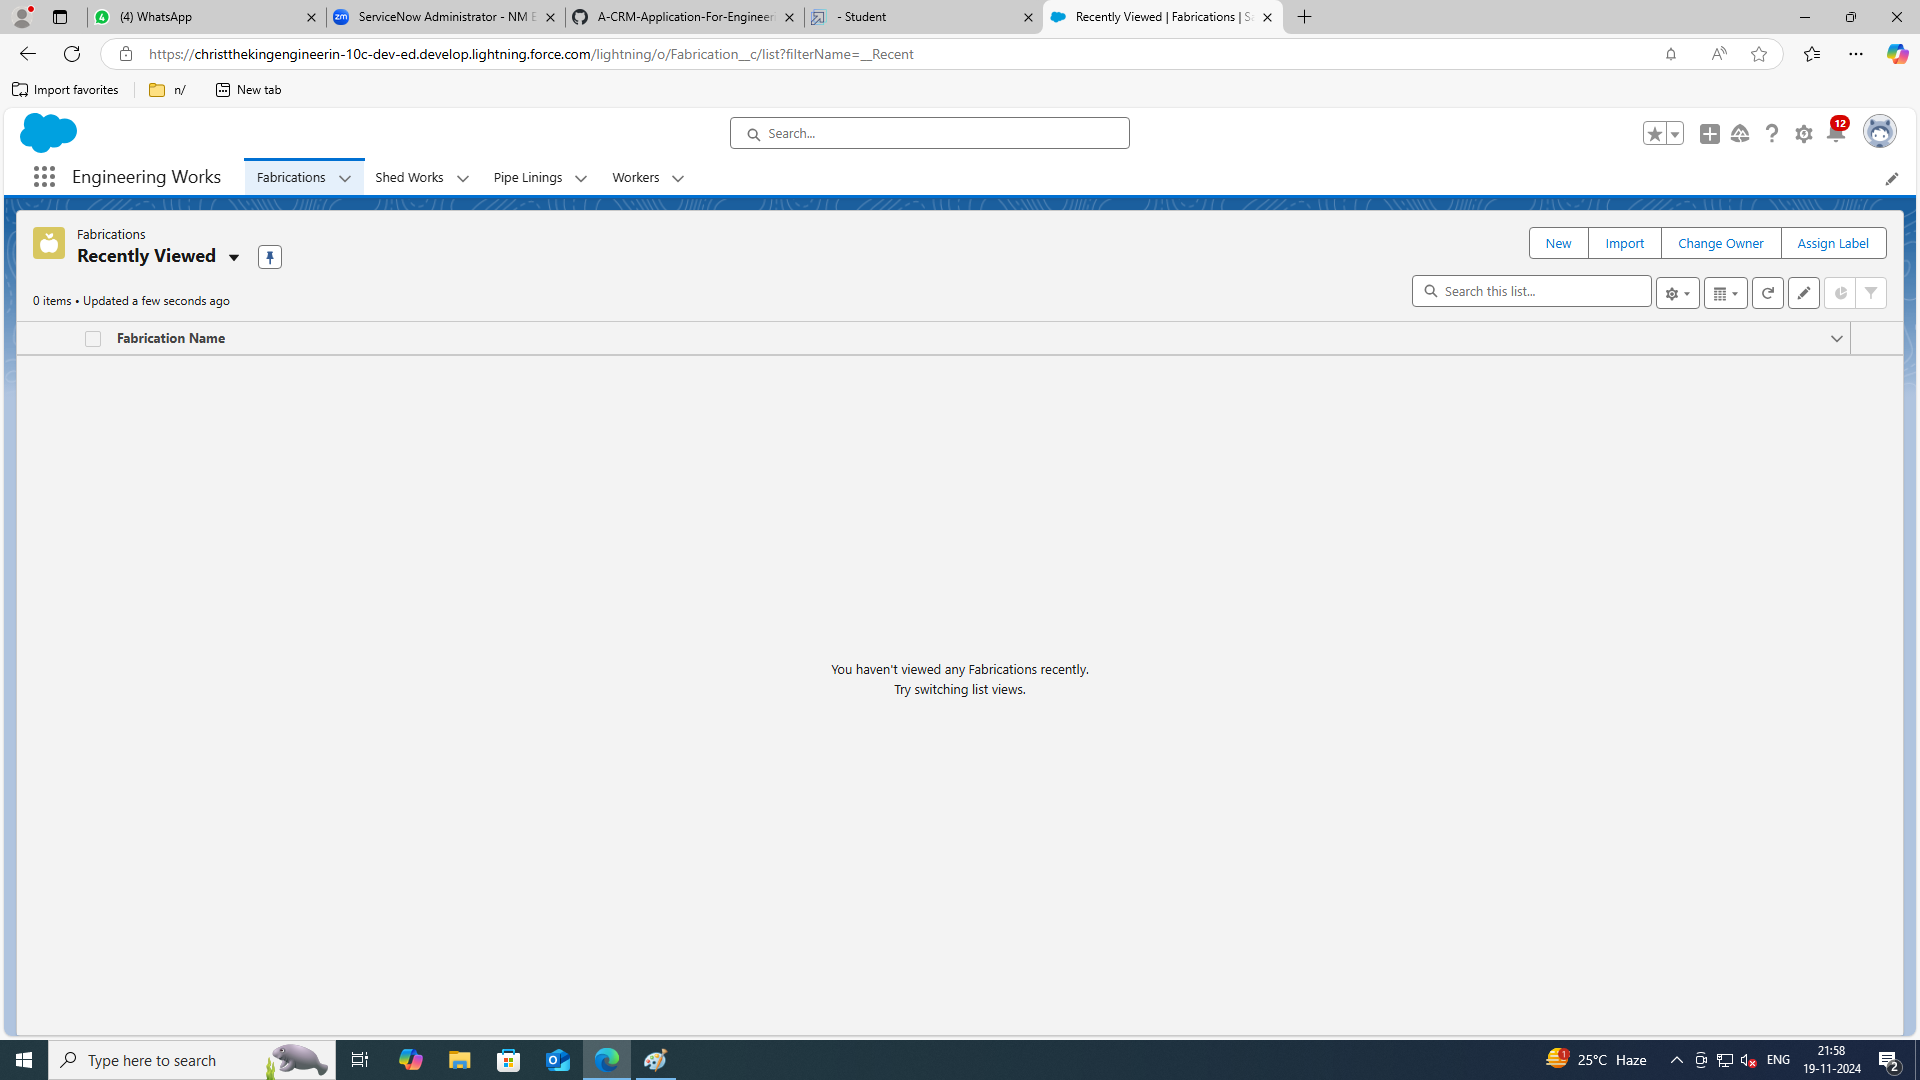 (4) WhatsApp
ServiceNow Administrator - NM E
A-CRM-Application-For-Engineeri
- Student
Recently Viewed | Fabrications | Sa
https://christthekingengineerin-10c-dev-ed.develop.lightning.force.com/lightning/o/Fabrication__c/list?filterName=__Recent
Import favorites
n/
New tab
Search...
12
Engineering Works
Fabrications
Shed Works
Pipe Linings
Workers
Fabrications
Recently Viewed
New
Import
Change Owner
Assign Label
0 items • Updated a few seconds ago
Search this list...
Fabrication Name
You haven't viewed any Fabrications recently.
Try switching list views.
Type here to search
1
25°C Haze
ENG
21:58
19-11-2024
2